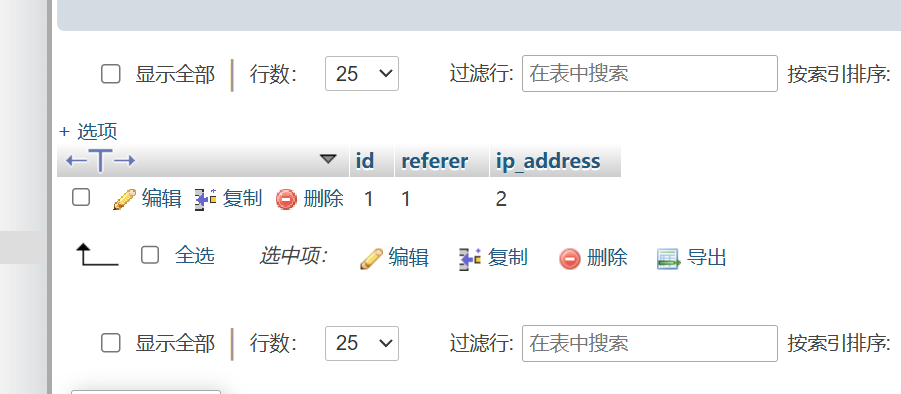 显示全部 行数: 25 过滤行: 在表中搜索 按索引排序:
+ 选项
←T→ id referer ip_address
编辑 复制 删除 1 1 2
全选 选中项: 编辑 复制 删除 导出
显示全部 行数: 25 过滤行: 在表中搜索 按索引排序: